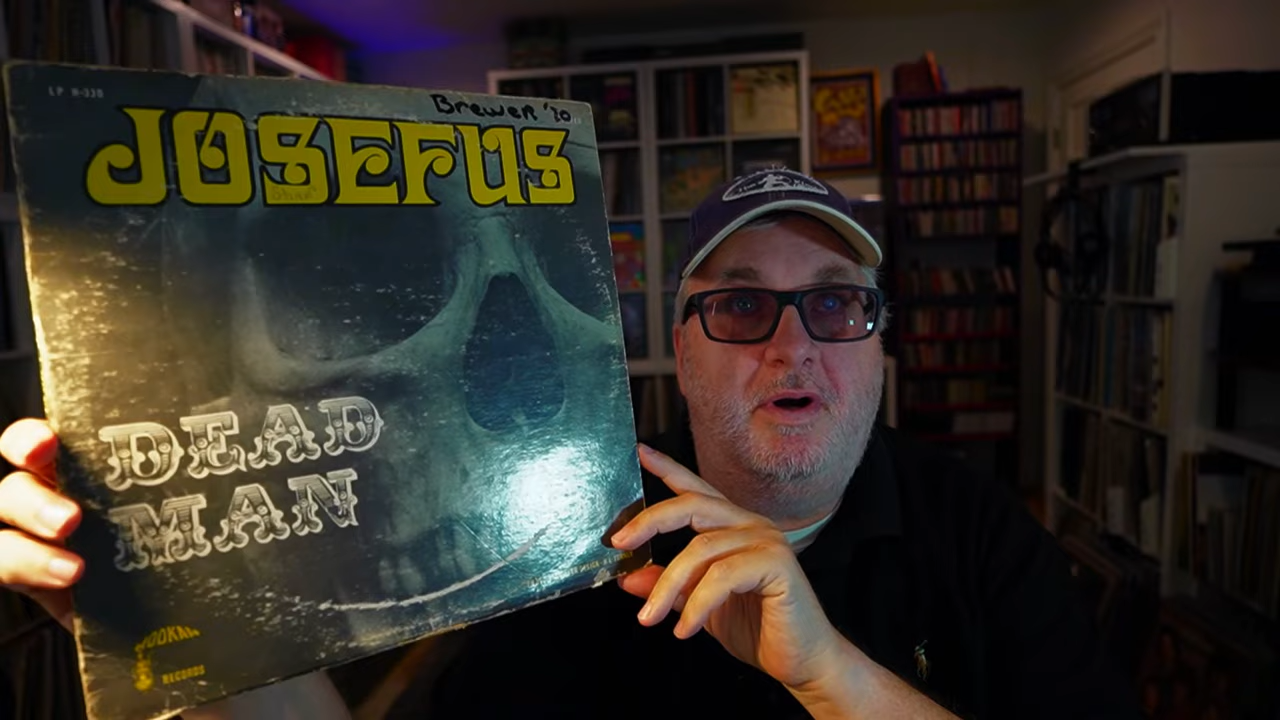 LP H-330
Brewer '70
JOSEFUS
DEAD
MAN
HOOKAH
RECORDS